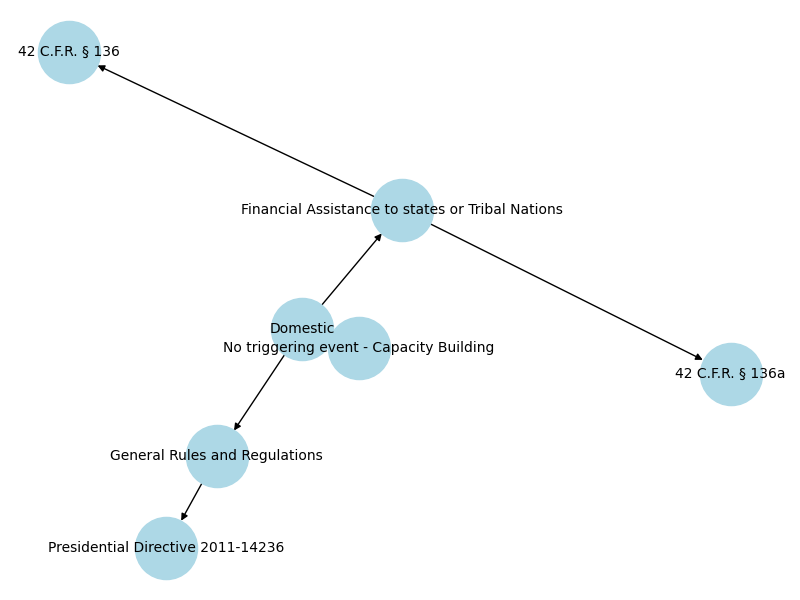 42 C.F.R. § 136
Financial Assistance to states or Tribal Nations
Domestic
No triggering event - Capacity Building
42 C.F.R. § 136a
General Rules and Regulations
Presidential Directive 2011-14236